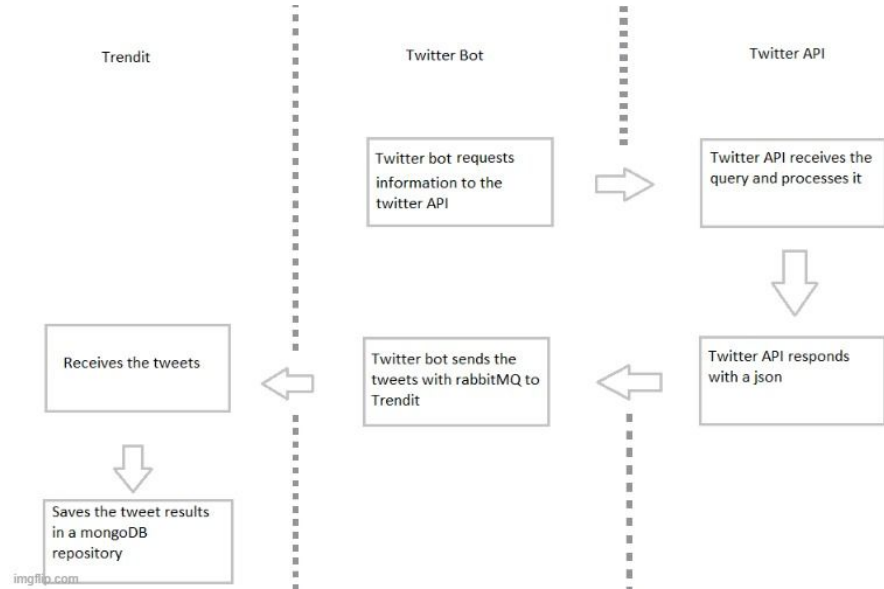 Trendit
Twitter Bot
Twitter API
Twitter bot requests
information to the
twitter API
Twitter API receives the
query and processes it
Receives the tweets
Twitter bot sends the
tweets with rabbitMQ to
Trendit
Twitter API responds
with a json
Saves the tweet results
in a mongoDB
repository
imgflip.com